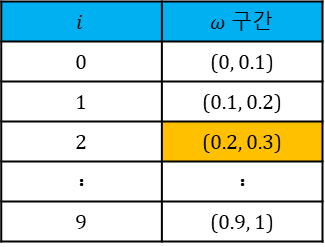 i ω 구간
0 (0, 0.1)
1 (0.1, 0.2)
2 (0.2, 0.3)
: :
9 (0.9, 1)